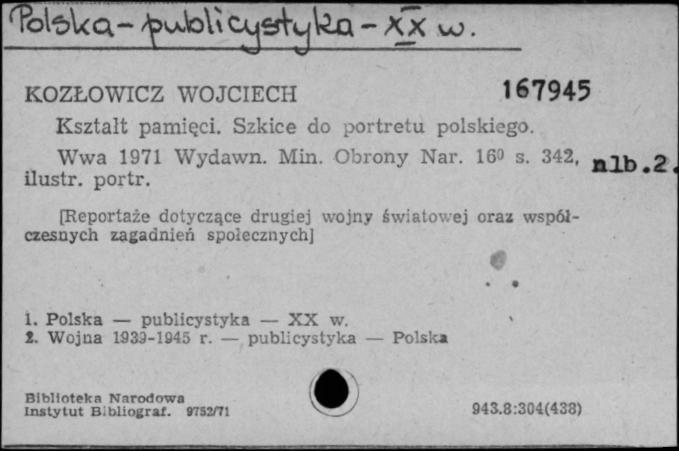 Polska - publicystyka - XX w.
KOZŁOWICZ WOJCIECH 167945
Kształt pamięci. Szkice do portretu polskiego.
Wwa 1971 Wydawn. Min. Obrony Nar. 16⁰ s. 342, nlb.2.
ilustr. portr.
[Reportaże dotyczące drugiej wojny światowej oraz współ-
czesnych zagadnień społecznych]
1. Polska — publicystyka — XX w.
2. Wojna 1939-1945 r. — publicystyka — Polska
Biblioteka Narodowa
Instytut Bibliograf. 9752/71 943.8:304(438)